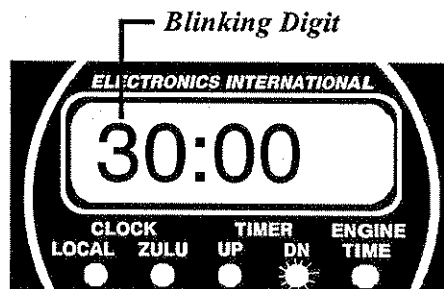 Blinking Digit
ELECTRONICS INTERNATIONAL
30:00
CLOCK TIMER ENGINE
LOCAL ZULU UP DN TIME